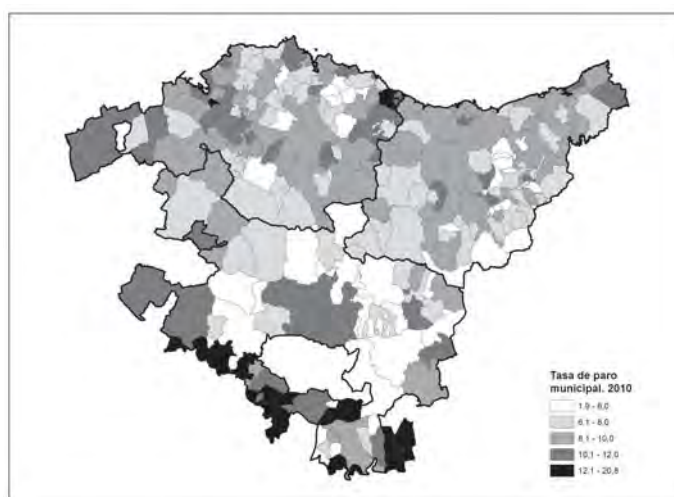 Tasa de paro
municipal. 2010
1,9 - 6,0
6,1 - 8,0
8,1 - 10,0
10,1 - 12,0
12,1 - 20,8